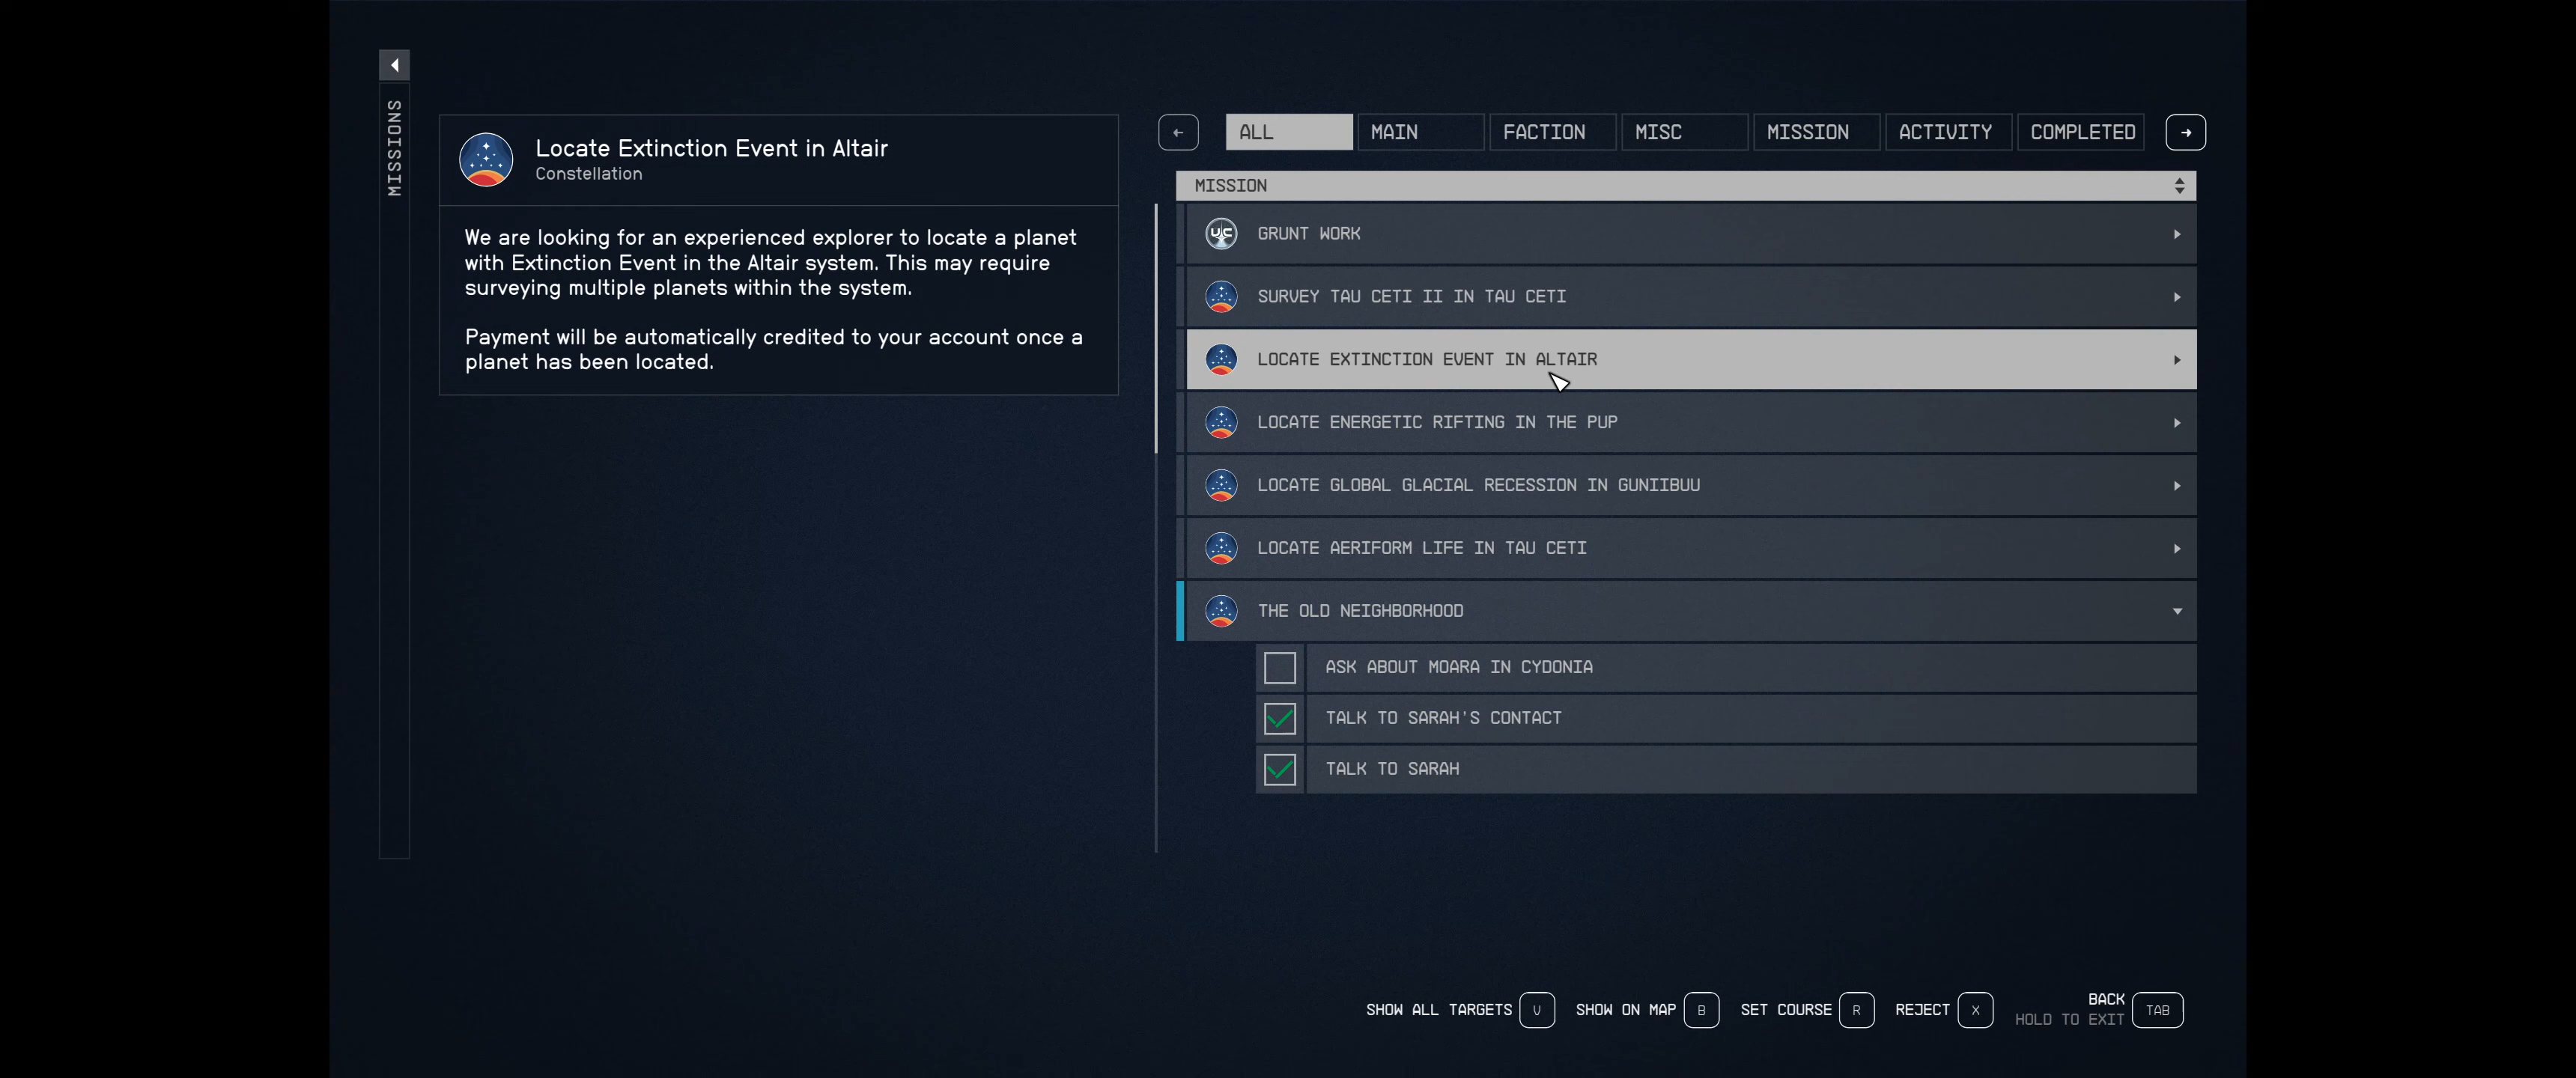 MISSIONS
Locate Extinction Event in Altair
Constellation
We are looking for an experienced explorer to locate a planet
with Extinction Event in the Altair system. This may require
surveying multiple planets within the system.
Payment will be automatically credited to your account once a
planet has been located.
ALL MAIN FACTION MISC MISSION ACTIVITY COMPLETED
MISSION
UC GRUNT WORK
SURVEY TAU CETI II IN TAU CETI
LOCATE EXTINCTION EVENT IN ALTAIR
LOCATE ENERGETIC RIFTING IN THE PUP
LOCATE GLOBAL GLACIAL RECESSION IN GUNIIBUU
LOCATE AERIFORM LIFE IN TAU CETI
THE OLD NEIGHBORHOOD
ASK ABOUT MOARA IN CYDONIA
TALK TO SARAH'S CONTACT
TALK TO SARAH
SHOW ALL TARGETS V SHOW ON MAP B SET COURSE R REJECT X BACK TAB
HOLD TO EXIT